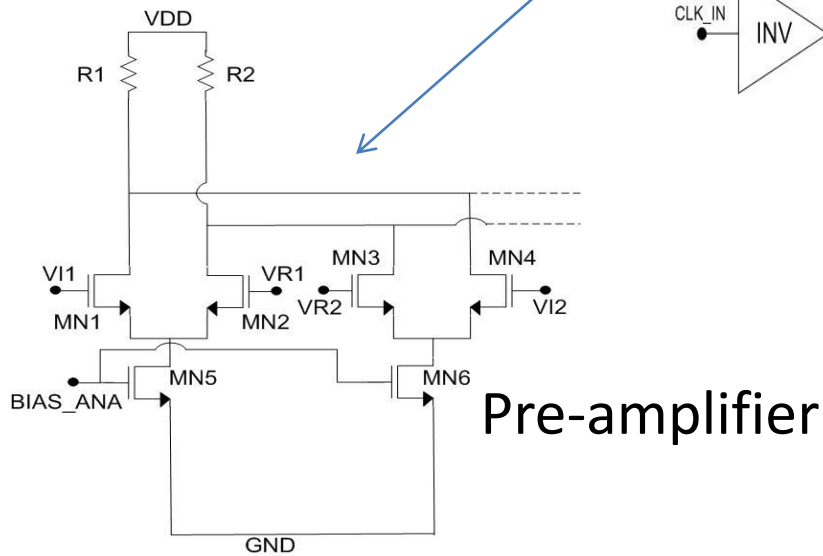 VDD
CLK_IN
INV
R1
R2
MN3
MN4
VI1
VR1
VR2
VI2
MN1
MN2
MN5
MN6
BIAS_ANA
Pre-amplifier
GND